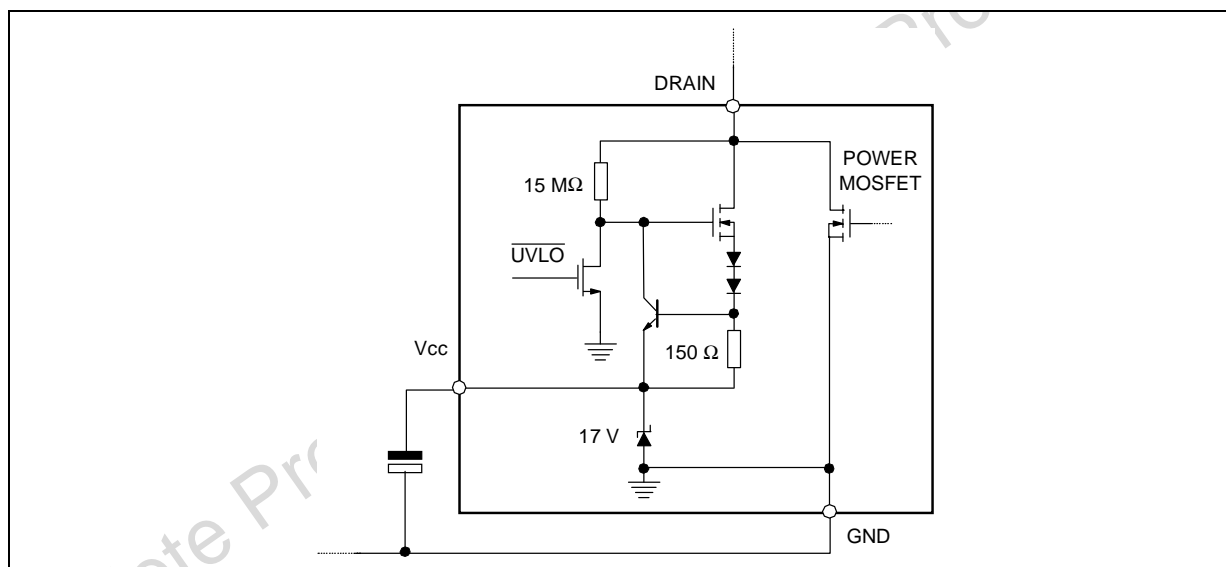 DRAIN
POWER
MOSFET
15 MΩ
UVLO
Vcc
150 Ω
17 V
GND